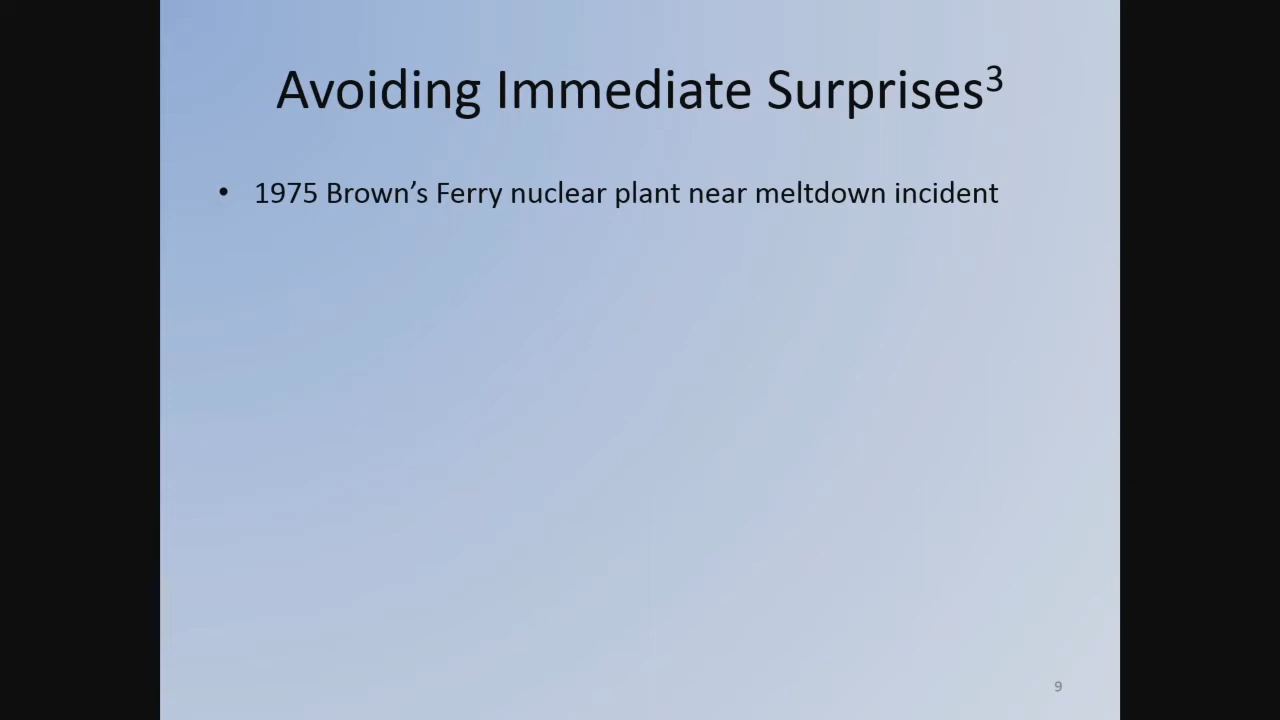 Avoiding Immediate Surprises³
• 1975 Brown’s Ferry nuclear plant near meltdown incident
9